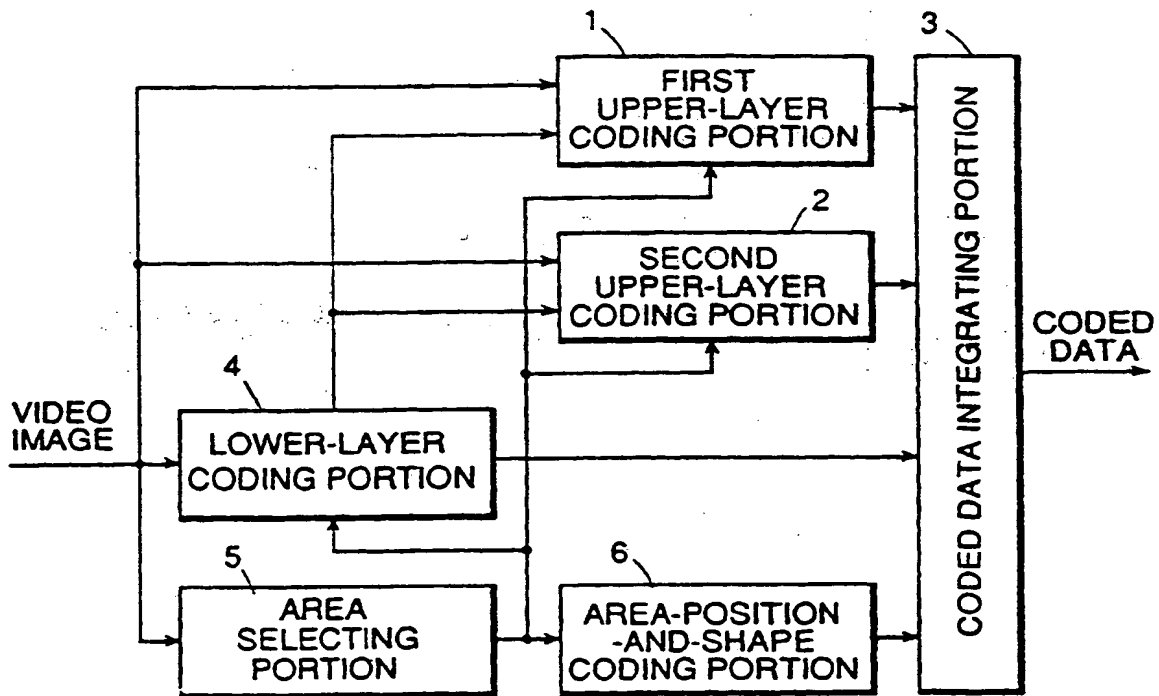 1
FIRST
UPPER-LAYER
CODING PORTION
2
SECOND
UPPER-LAYER
CODING PORTION
3
CODED DATA INTEGRATING PORTION
CODED
DATA
VIDEO
IMAGE
4
LOWER-LAYER
CODING PORTION
5
AREA
SELECTING
PORTION
6
AREA-POSITION
-AND-SHAPE
CODING PORTION